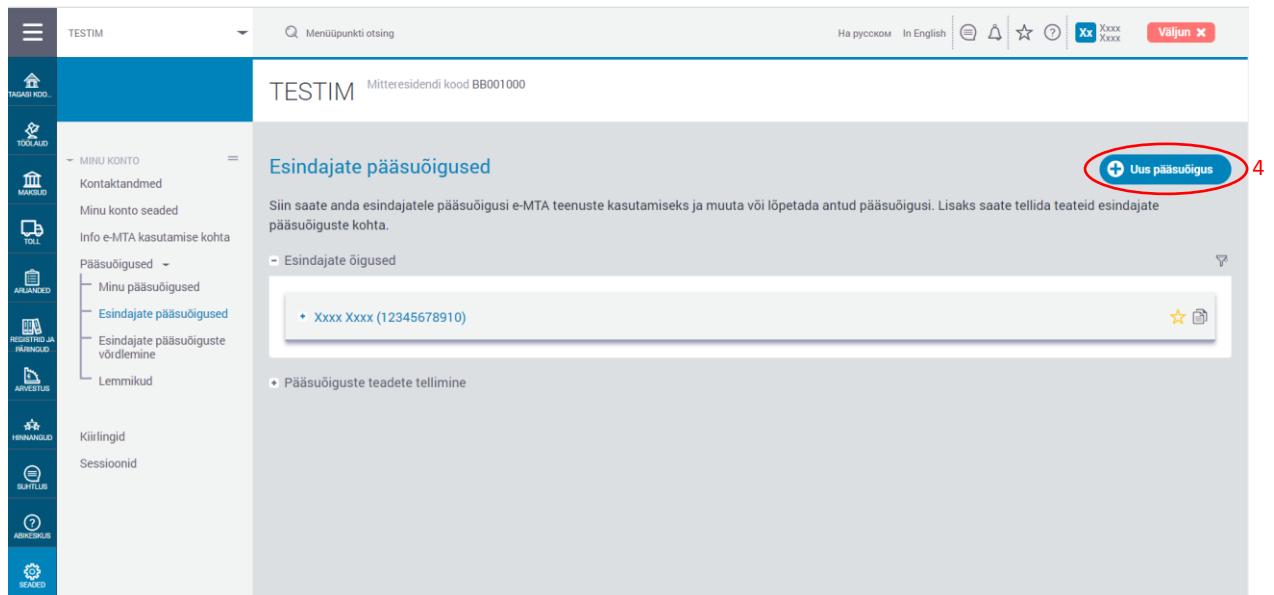 TESTIM
Menüüpunkti otsing
На русском In English
Xx Xxxx Xxxx
Väljun
TAGASI KOO...
TÖÖLAUD
MAKSUD
TOLL
ARUANDED
REGISTRID JA
PÄRINGUD
ARVESTUS
HINNANGUD
SUHTLUS
ABIKESKUS
SEADED
MINU KONTO
Kontaktandmed
Minu konto seaded
Info e-MTA kasutamise kohta
Pääsuõigused
Minu pääsuõigused
Esindajate pääsuõigused
Esindajate pääsuõiguste
võrdlemine
Lemmikud
Kiirlingid
Sessioonid
TESTIM Mitteresidendi kood BB001000
Esindajate pääsuõigused
Uus pääsuõigus 4
Siin saate anda esindajatele pääsuõigusi e-MTA teenuste kasutamiseks ja muuta või lõpetada antud pääsuõigusi. Lisaks saate tellida teateid esindajate
pääsuõiguste kohta.
Esindajate õigused
Xxxx Xxxx (12345678910)
Pääsuõiguste teadete tellimine